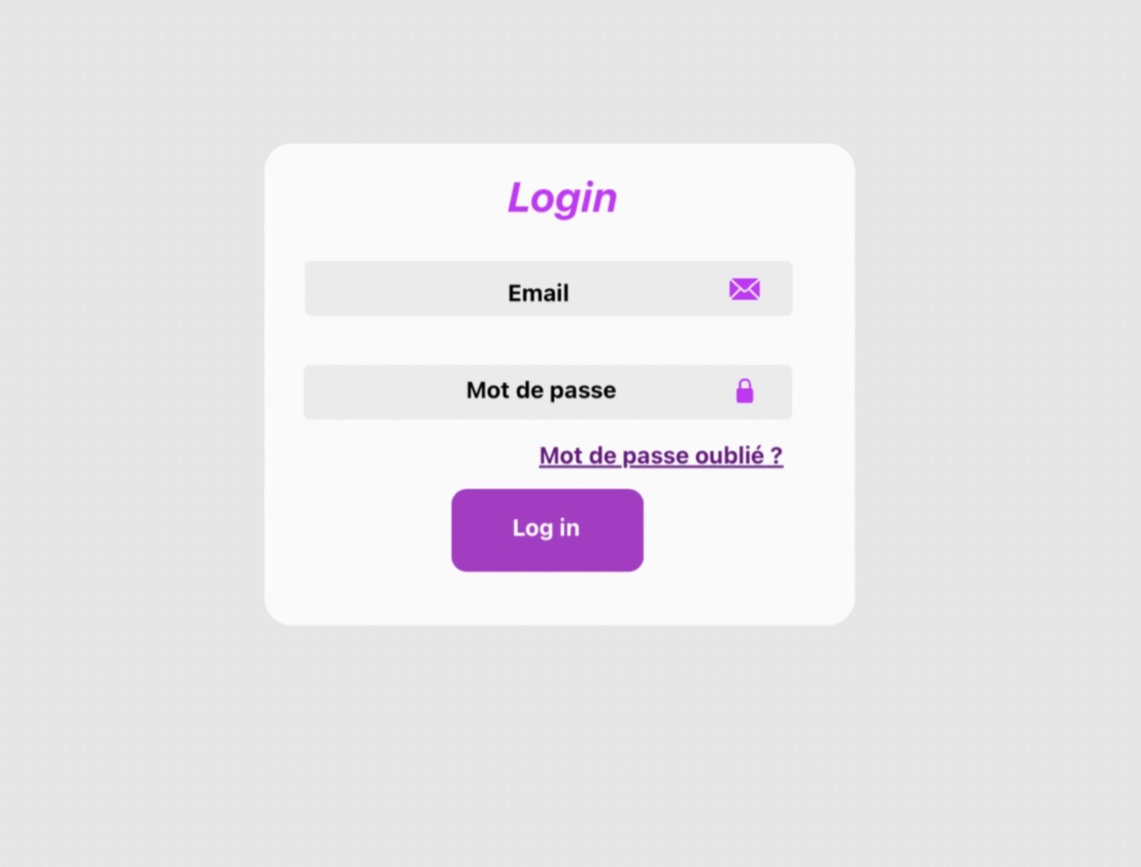 Login
Email
Mot de passe
Mot de passe oublié ?
Log in